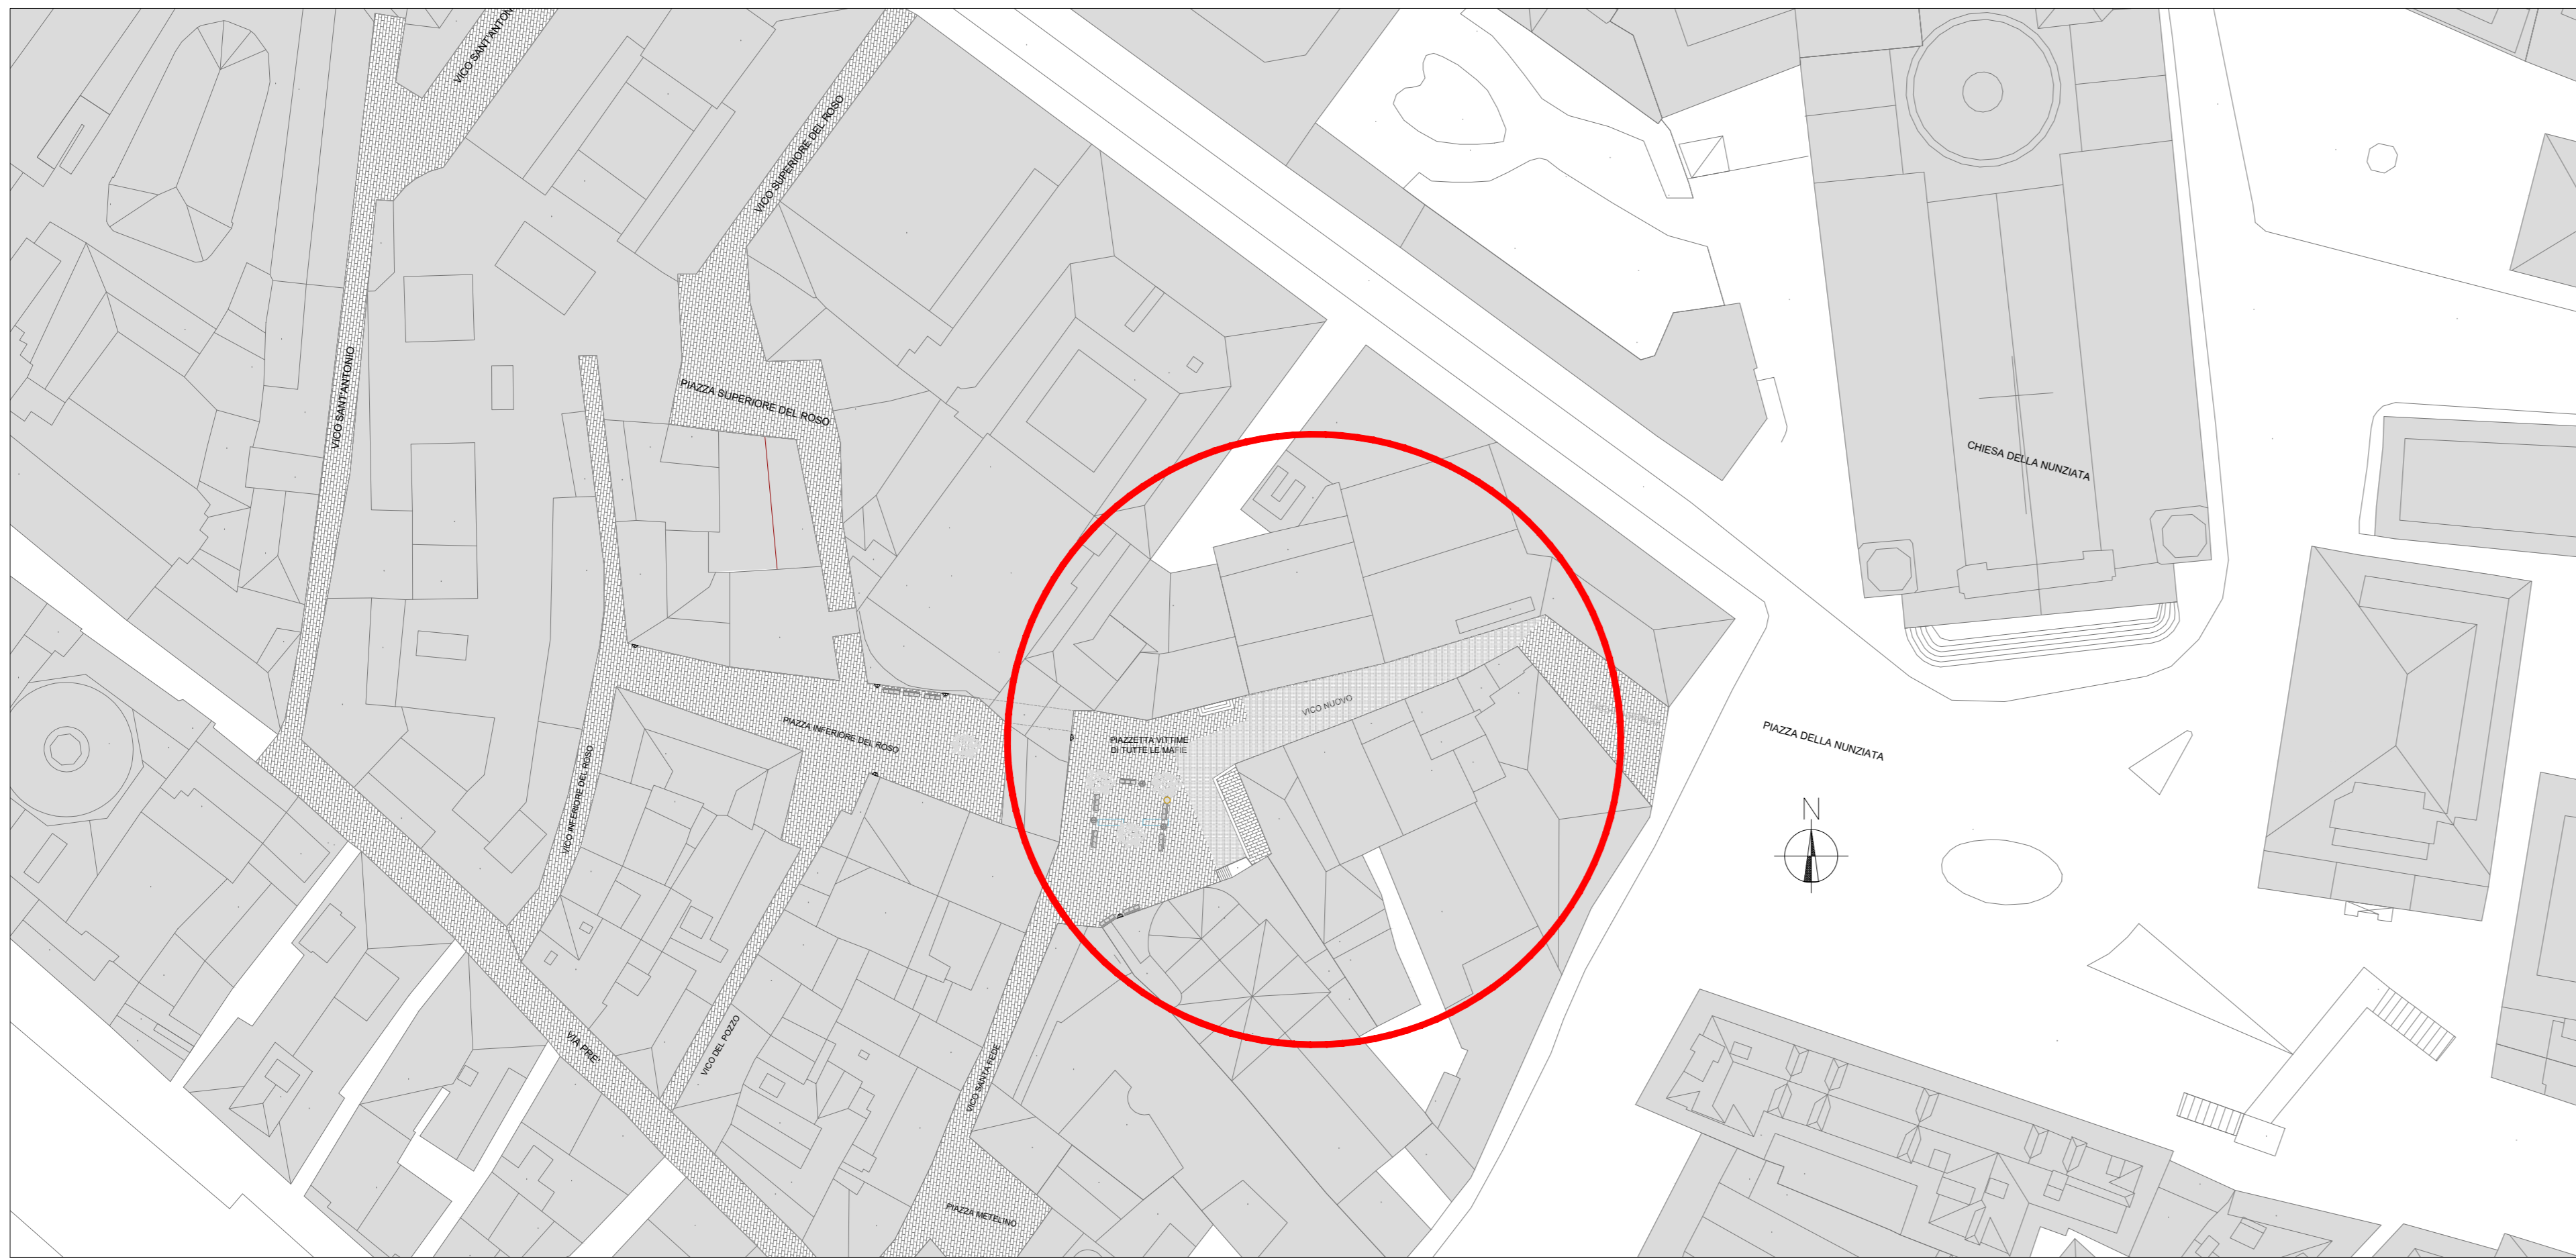 VICO SANT'ANTON
VICO SUPERIORE DEL ROSO
VICO SANT'ANTONIO
PIAZZA SUPERIORE DEL ROSO
CHIESA DELLA NUNZIATA
VICO NUOVO
PIAZZA INFERIORE DEL ROSO
PIAZZETTA VITTIME
DI TUTTE LE MAFIE
PIAZZA DELLA NUNZIATA
VICO INFERIORE DEL ROSO
N
VIA PRE'
VICO DEL POZZO
VICO SANTA FEDE
PIAZZA METELINO